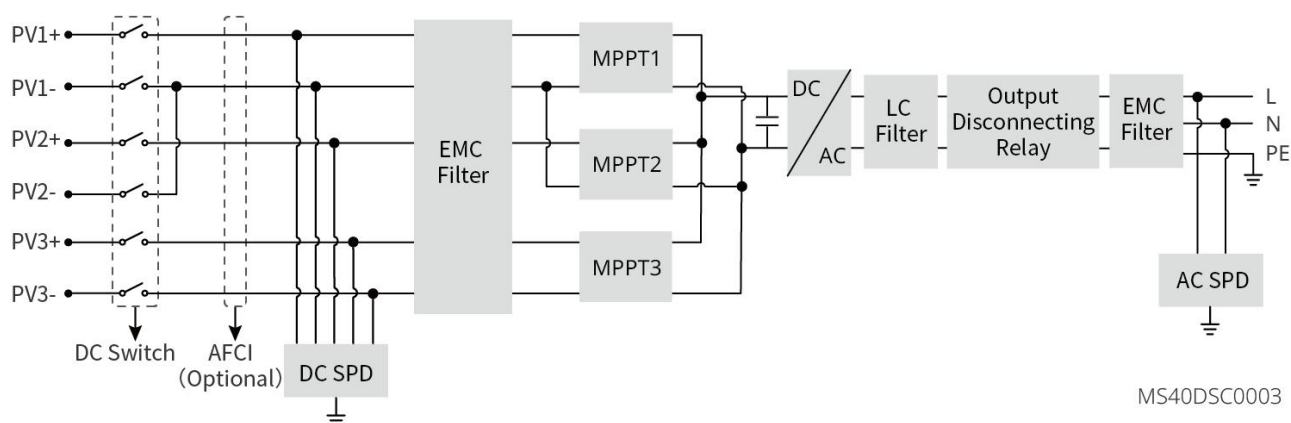 PV1+
PV1-
PV2+
PV2-
PV3+
PV3-
DC Switch
AFCI
(Optional)
DC SPD
EMC
Filter
MPPT1
MPPT2
MPPT3
DC
AC
LC
Filter
Output
Disconnecting
Relay
EMC
Filter
L
N
PE
AC SPD
MS40DSC0003